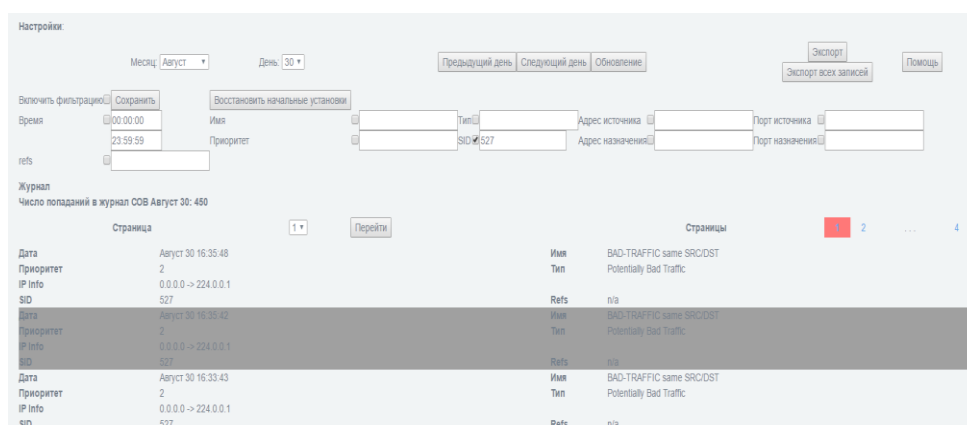 Настройки:
Месяц: Август День: 30 Предыдущий день Следующий день Обновление Экспорт Экспорт всех записей Помощь
Включить фильтрацию Сохранить Восстановить начальные установки
Время 00:00:00 Имя Тип Адрес источника Порт источника
23:59:59 Приоритет SID 527 Адрес назначения Порт назначения
refs
Журнал
Число попаданий в журнал СОВ Август 30: 450
Страница 1 Перейти Страницы 1 2 ... 4
Дата Август 30 16:35:48 Имя BAD-TRAFFIC same SRC/DST
Приоритет 2 Тип Potentially Bad Traffic
IP Info 0.0.0.0 -> 224.0.0.1
SID 527 Refs n/a
Дата Август 30 16:35:42 Имя BAD-TRAFFIC same SRC/DST
Приоритет 2 Тип Potentially Bad Traffic
IP Info 0.0.0.0 -> 224.0.0.1
SID 527 Refs n/a
Дата Август 30 16:33:43 Имя BAD-TRAFFIC same SRC/DST
Приоритет 2 Тип Potentially Bad Traffic
IP Info 0.0.0.0 -> 224.0.0.1
SID 527 Refs n/a